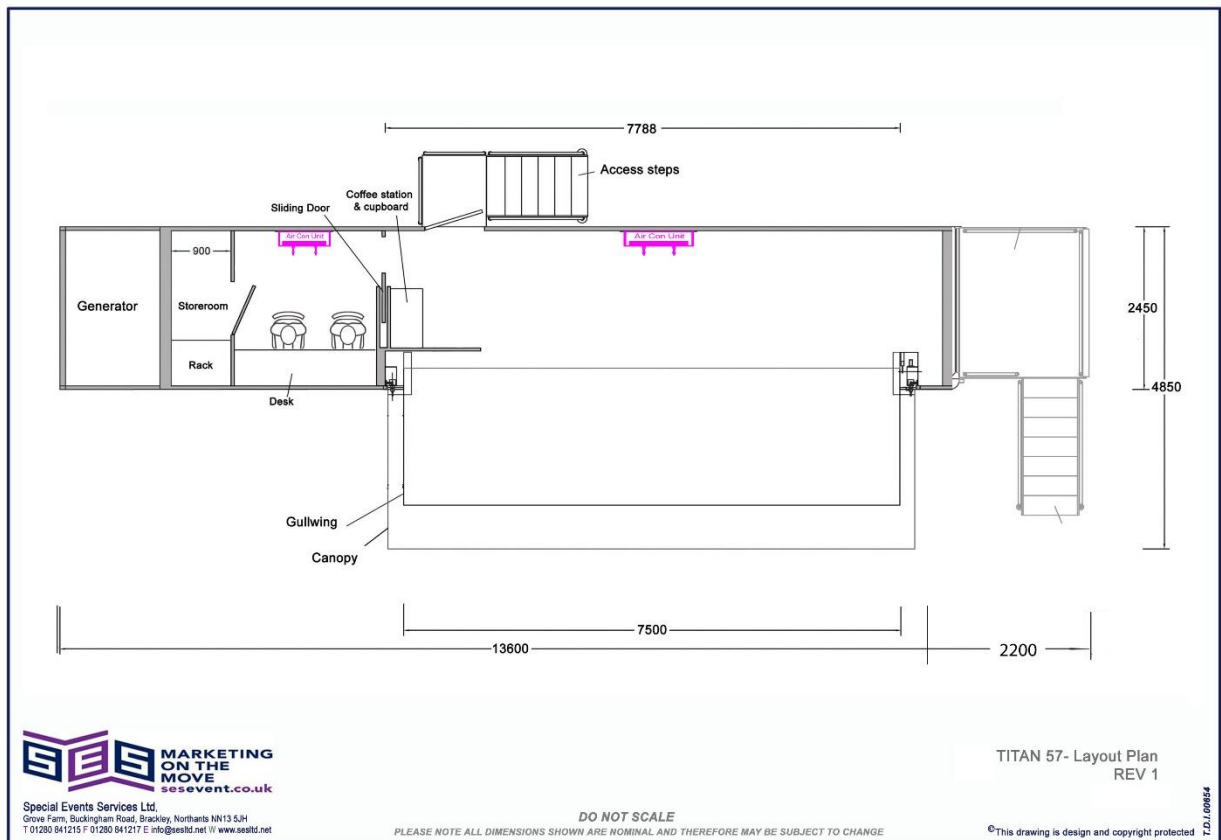 7788
Access steps
Coffee station
& cupboard
Sliding Door
Air Con Unit
Air Con Unit
900
Generator
Storeroom
2450
Rack
4850
Desk
Gullwing
Canopy
7500
13600
2200
SES
MARKETING
ON THE
MOVE
sesevent.co.uk
TITAN 57- Layout Plan
REV 1
Special Events Services Ltd,
Grove Farm, Buckingham Road, Brackley, Northants NN13 5JH
T 01280 841215 F 01280 841217 E info@sesltd.net W www.sesltd.net
DO NOT SCALE
PLEASE NOTE ALL DIMENSIONS SHOWN ARE NOMINAL AND THEREFORE MAY BE SUBJECT TO CHANGE
©This drawing is design and copyright protected
T.D.I.00654